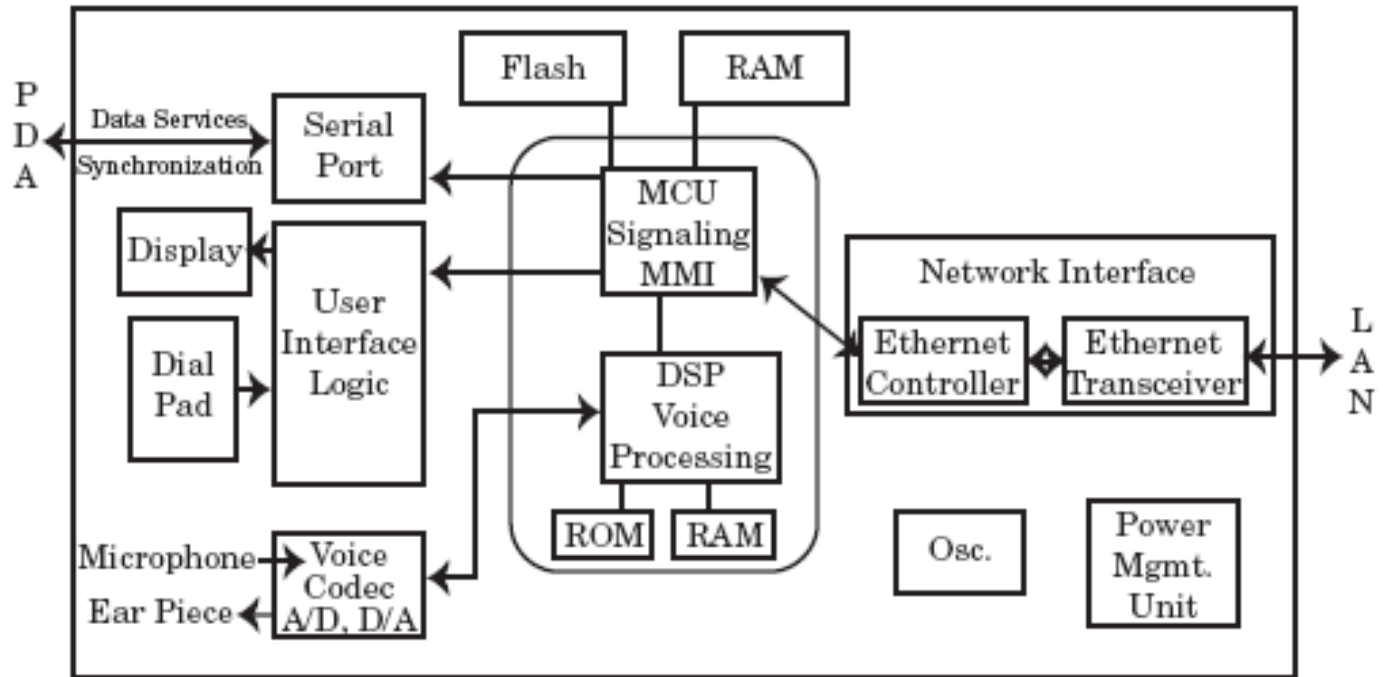 Flash
RAM
P
D
A
Data Services
Synchronization
Serial
Port
MCU
Signaling
MMI
Display
User
Interface
Logic
Dial
Pad
Network Interface
Ethernet
Controller
Ethernet
Transceiver
L
A
N
DSP
Voice
Processing
ROM
RAM
Microphone
Ear Piece
Voice
Codec
A/D, D/A
Osc.
Power
Mgmt.
Unit